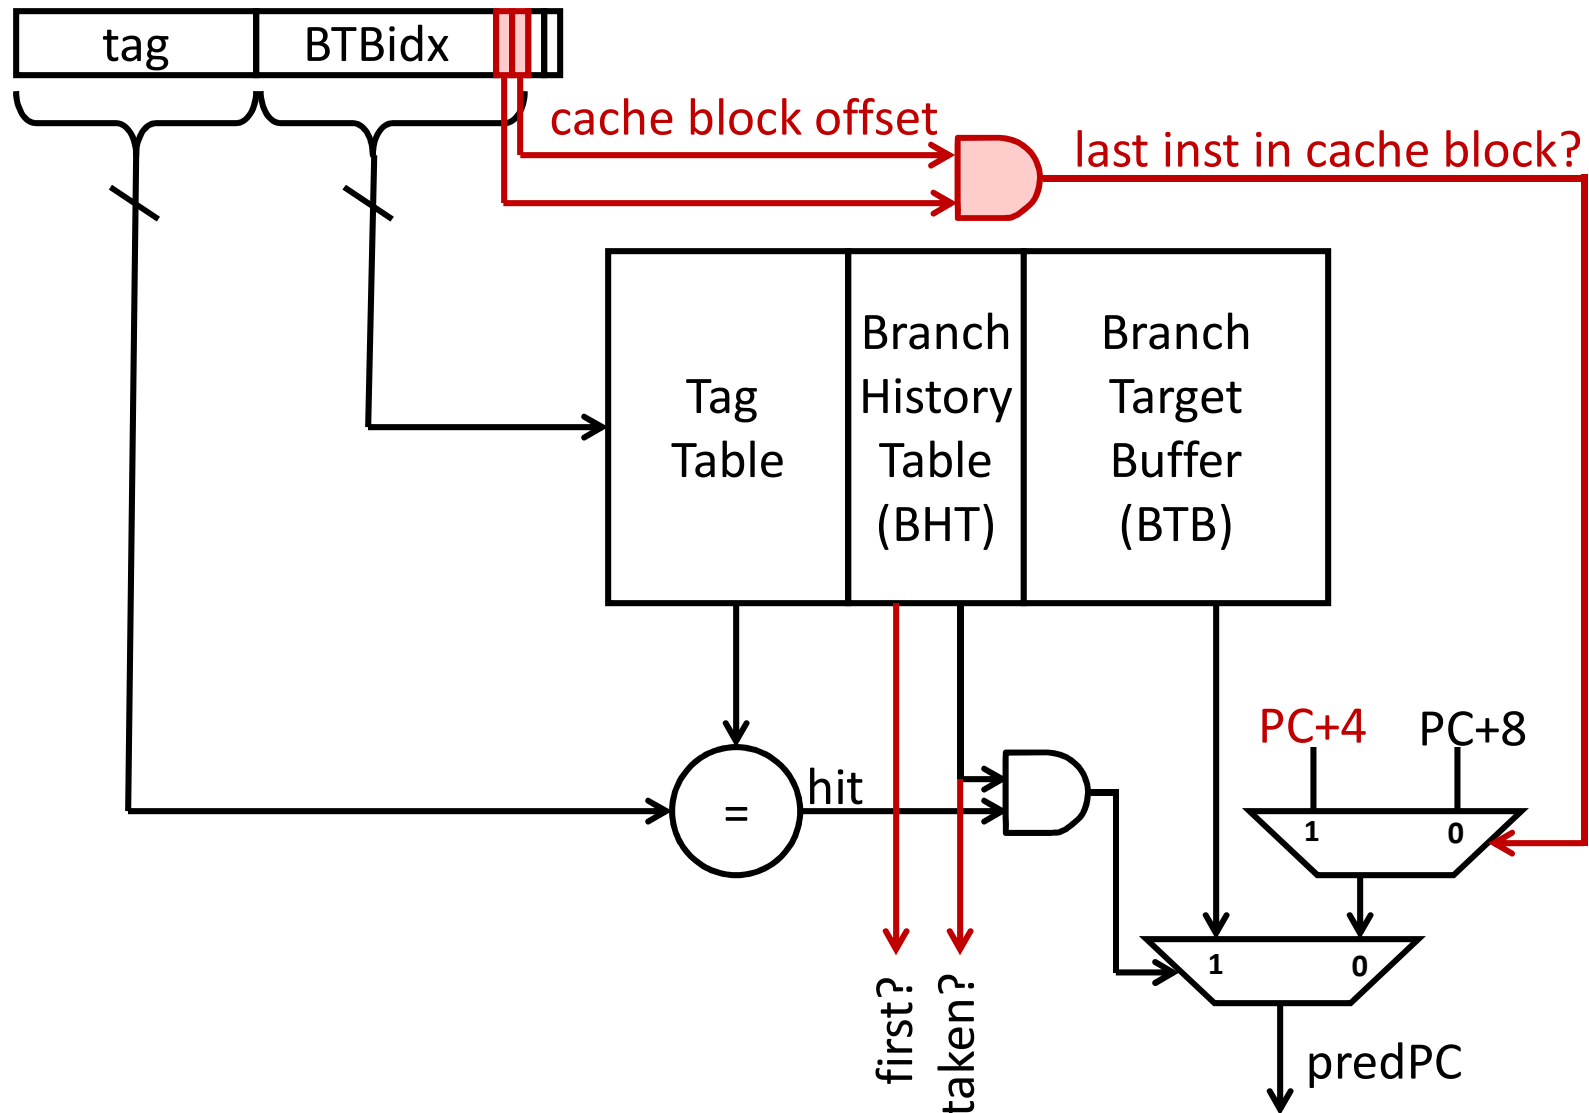 tag
BTBidx
cache block offset
last inst in cache block?
Tag
Table
Branch
History
Table
(BHT)
Branch
Target
Buffer
(BTB)
PC+4
PC+8
hit
=
1
0
1
0
first?
taken?
predPC